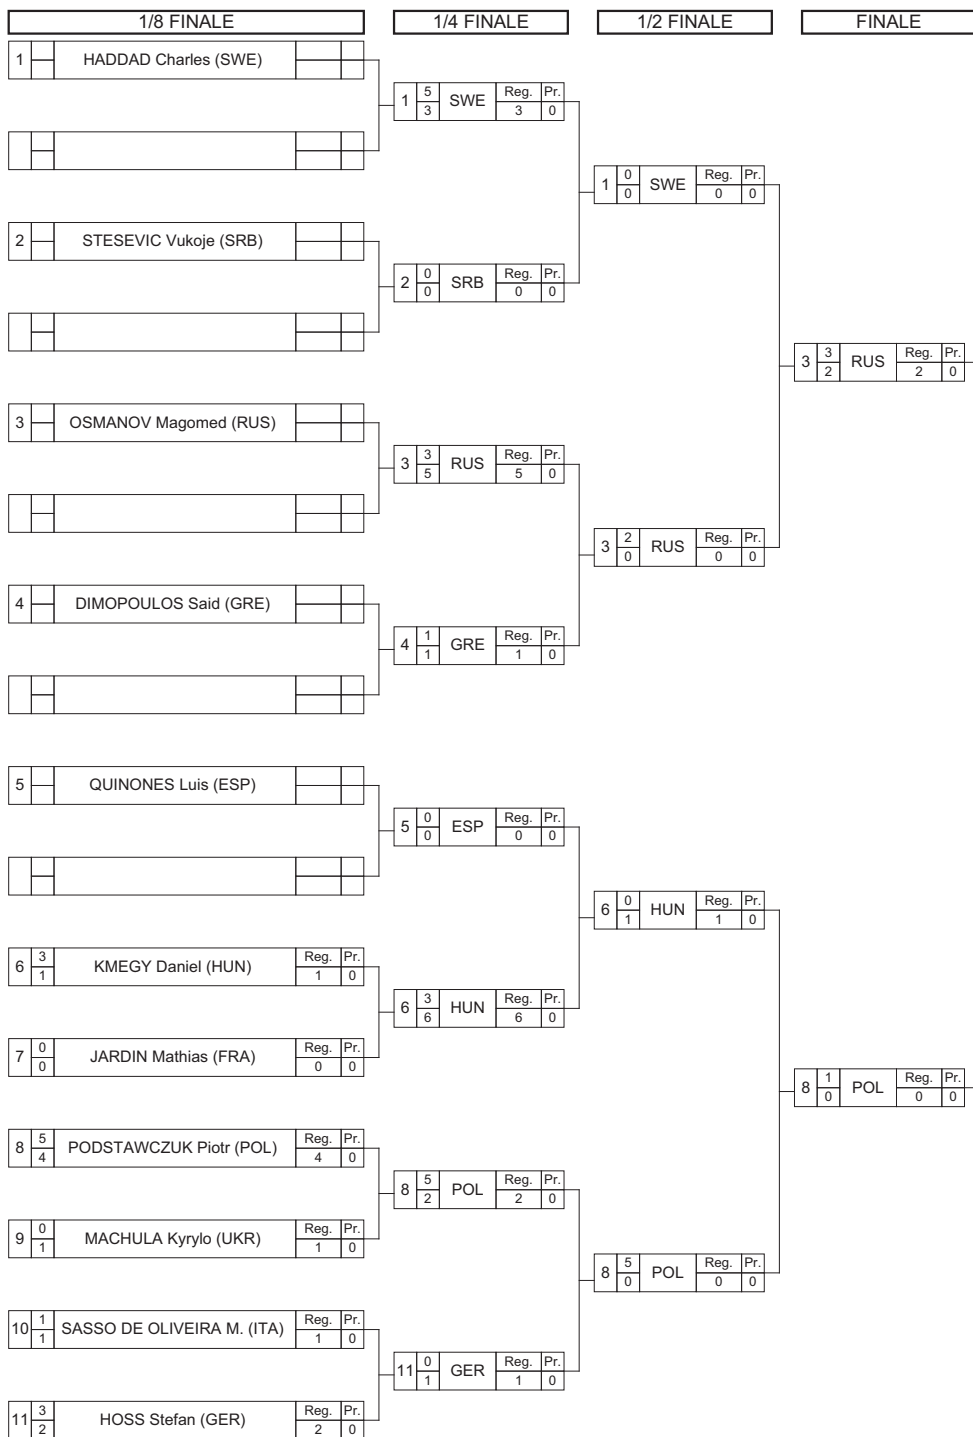 1/8 FINALE 1/4 FINALE 1/2 FINALE FINALE
1 HADDAD Charles (SWE)
1 5 3 SWE Reg. 3 Pr. 0
1 0 0 SWE Reg. 0 Pr. 0
2 STESEVIC Vukoje (SRB)
2 0 0 SRB Reg. 0 Pr. 0
3 3 2 RUS Reg. 2 Pr. 0
3 OSMANOV Magomed (RUS)
3 3 5 RUS Reg. 5 Pr. 0
3 2 0 RUS Reg. 0 Pr. 0
4 DIMOPOULOS Said (GRE)
4 1 1 GRE Reg. 1 Pr. 0
5 QUINONES Luis (ESP)
5 0 0 ESP Reg. 0 Pr. 0
6 0 1 HUN Reg. 1 Pr. 0
6 3 1 KMEGY Daniel (HUN) Reg. 1 Pr. 0
6 3 6 HUN Reg. 6 Pr. 0
7 0 0 JARDIN Mathias (FRA) Reg. 0 Pr. 0
8 1 0 POL Reg. 0 Pr. 0
8 5 4 PODSTAWCZUK Piotr (POL) Reg. 4 Pr. 0
8 5 2 POL Reg. 2 Pr. 0
9 0 1 MACHULA Kyrylo (UKR) Reg. 1 Pr. 0
8 5 0 POL Reg. 0 Pr. 0
10 1 1 SASSO DE OLIVEIRA M. (ITA) Reg. 1 Pr. 0
11 0 1 GER Reg. 1 Pr. 0
11 3 2 HOSS Stefan (GER) Reg. 2 Pr. 0